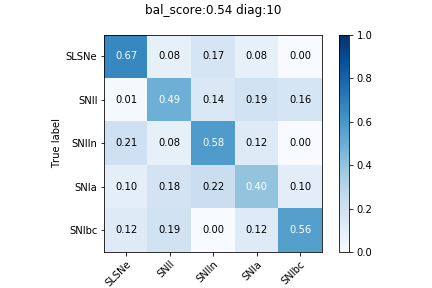 bal_score:0.54 diag:10
SLSNe 0.67 0.08 0.17 0.08 0.00
SNII 0.01 0.49 0.14 0.19 0.16
SNIIn 0.21 0.08 0.58 0.12 0.00
SNIa 0.10 0.18 0.22 0.40 0.10
SNIbc 0.12 0.19 0.00 0.12 0.56
True label
SLSNe SNII SNIIn SNIa SNIbc
1.0
0.8
0.6
0.4
0.2
0.0